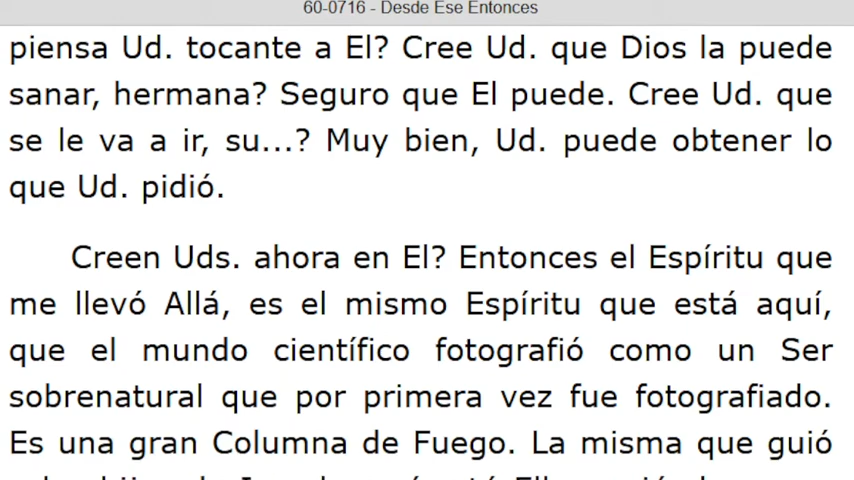 60-0716 - Desde Ese Entonces
piensa Ud. tocante a El? Cree Ud. que Dios la puede
sanar, hermana? Seguro que El puede. Cree Ud. que
se le va a ir, su...? Muy bien, Ud. puede obtener lo
que Ud. pidió.
Creen Uds. ahora en El? Entonces el Espíritu que
me llevó Allá, es el mismo Espíritu que está aquí,
que el mundo científico fotografió como un Ser
sobrenatural que por primera vez fue fotografiado.
Es una gran Columna de Fuego. La misma que guió